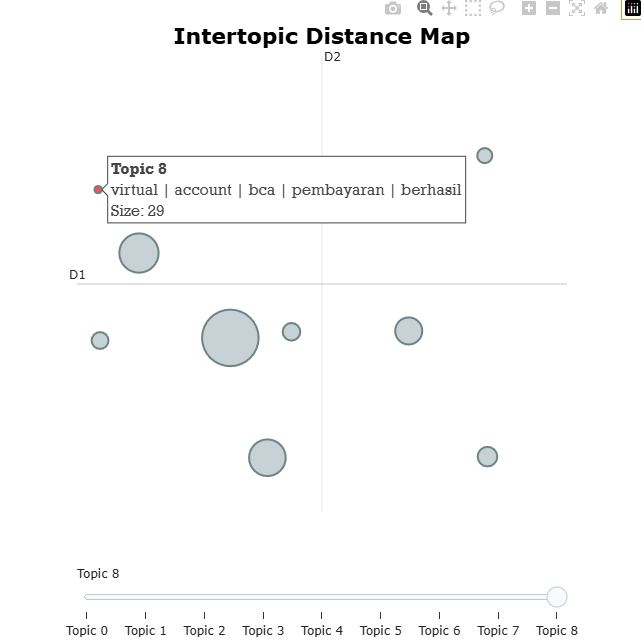 Intertopic Distance Map
D2
Topic 8
virtual | account | bca | pembayaran | berhasil
Size: 29
D1
Topic 8
Topic 0 Topic 1 Topic 2 Topic 3 Topic 4 Topic 5 Topic 6 Topic 7 Topic 8